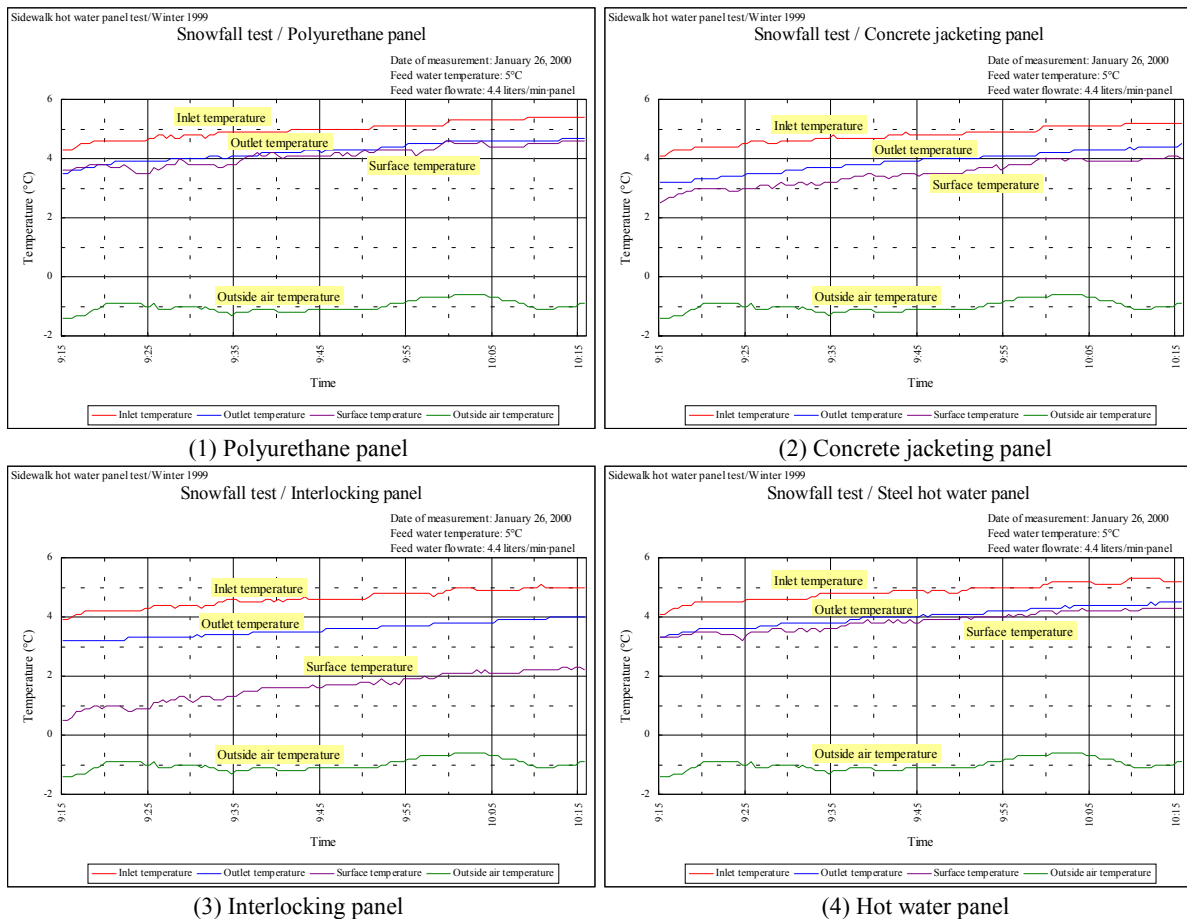 Sidewalk hot water panel test/Winter 1999
Snowfall test / Polyurethane panel
Date of measurement: January 26, 2000
Feed water temperature: 5°C
Feed water flowrate: 4.4 liters/min·panel
6
4
2
0
-2
Temperature (°C)
Inlet temperature
Outlet temperature
Surface temperature
Outside air temperature
9:15
9:25
9:35
9:45
9:55
10:05
10:15
Time
Inlet temperature Outlet temperature Surface temperature Outside air temperature
(1) Polyurethane panel
Sidewalk hot water panel test/Winter 1999
Snowfall test / Concrete jacketing panel
Date of measurement: January 26, 2000
Feed water temperature: 5°C
Feed water flowrate: 4.4 liters/min·panel
6
4
2
0
-2
Temperature (°C)
Inlet temperature
Outlet temperature
Surface temperature
Outside air temperature
9:15
9:25
9:35
9:45
9:55
10:05
10:15
Time
Inlet temperature Outlet temperature Surface temperature Outside air temperature
(2) Concrete jacketing panel
Sidewalk hot water panel test/Winter 1999
Snowfall test / Interlocking panel
Date of measurement: January 26, 2000
Feed water temperature: 5°C
Feed water flowrate: 4.4 liters/min·panel
6
4
2
0
-2
Temperature (°C)
Inlet temperature
Outlet temperature
Surface temperature
Outside air temperature
9:15
9:25
9:35
9:45
9:55
10:05
10:15
Time
Inlet temperature Outlet temperature Surface temperature Outside air temperature
(3) Interlocking panel
Sidewalk hot water panel test/Winter 1999
Snowfall test / Steel hot water panel
Date of measurement: January 26, 2000
Feed water temperature: 5°C
Feed water flowrate: 4.4 liters/min·panel
6
4
2
0
-2
Temperature (°C)
Inlet temperature
Outlet temperature
Surface temperature
Outside air temperature
9:15
9:25
9:35
9:45
9:55
10:05
10:15
Time
Inlet temperature Outlet temperature Surface temperature Outside air temperature
(4) Hot water panel